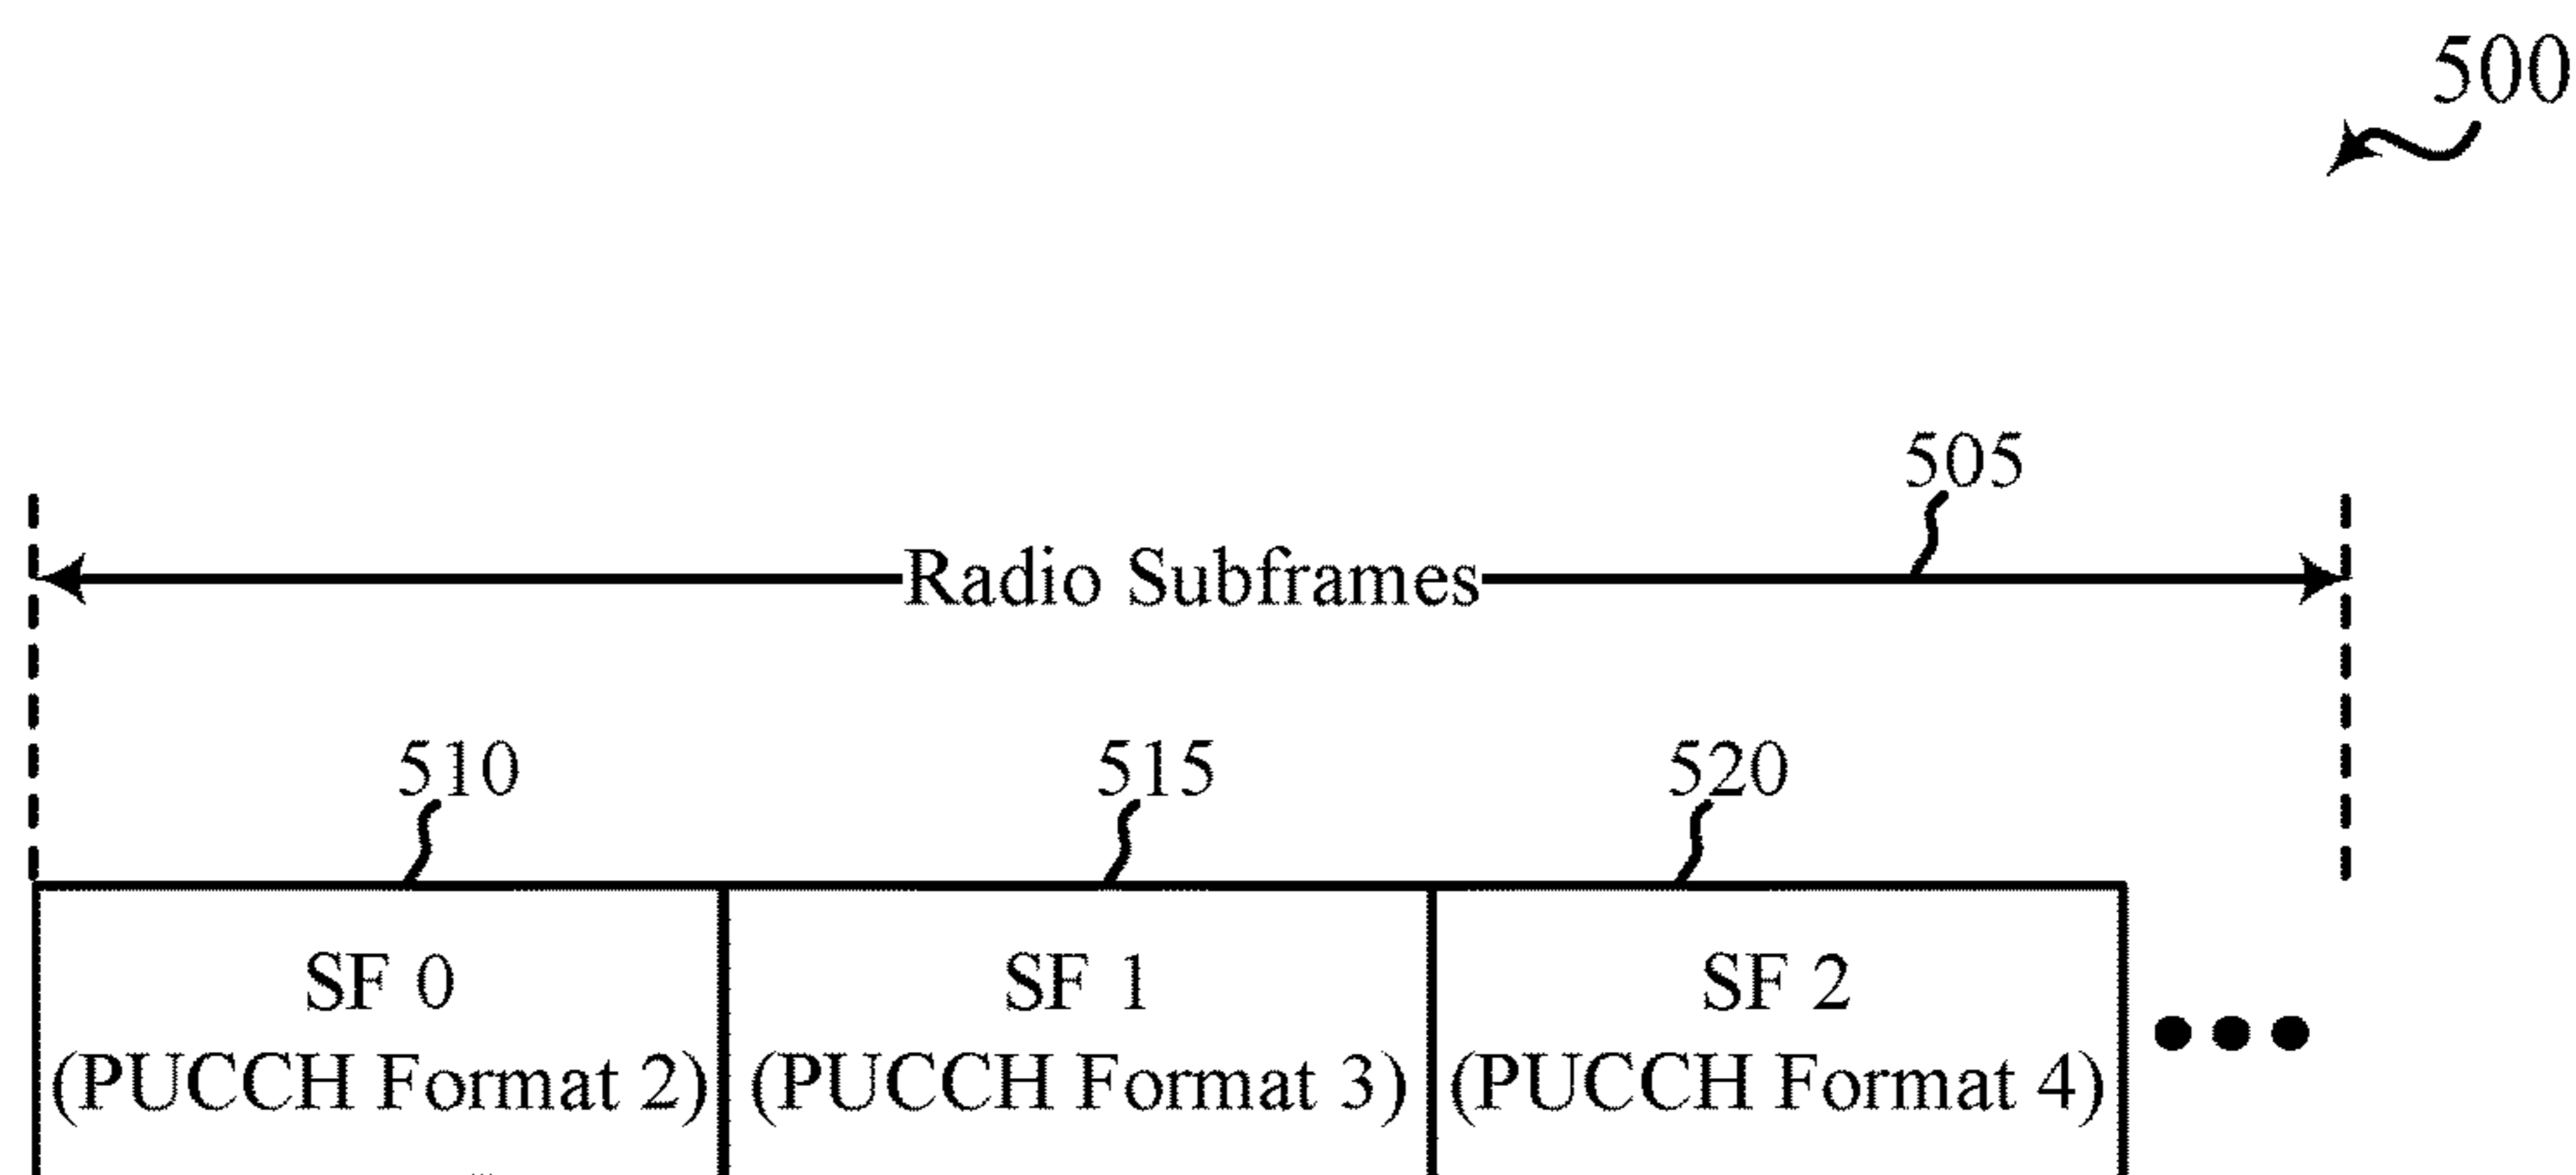 500
505
Radio Subframes
510
515
520
SF 0
(PUCCH Format 2)
SF 1
(PUCCH Format 3)
SF 2
(PUCCH Format 4)